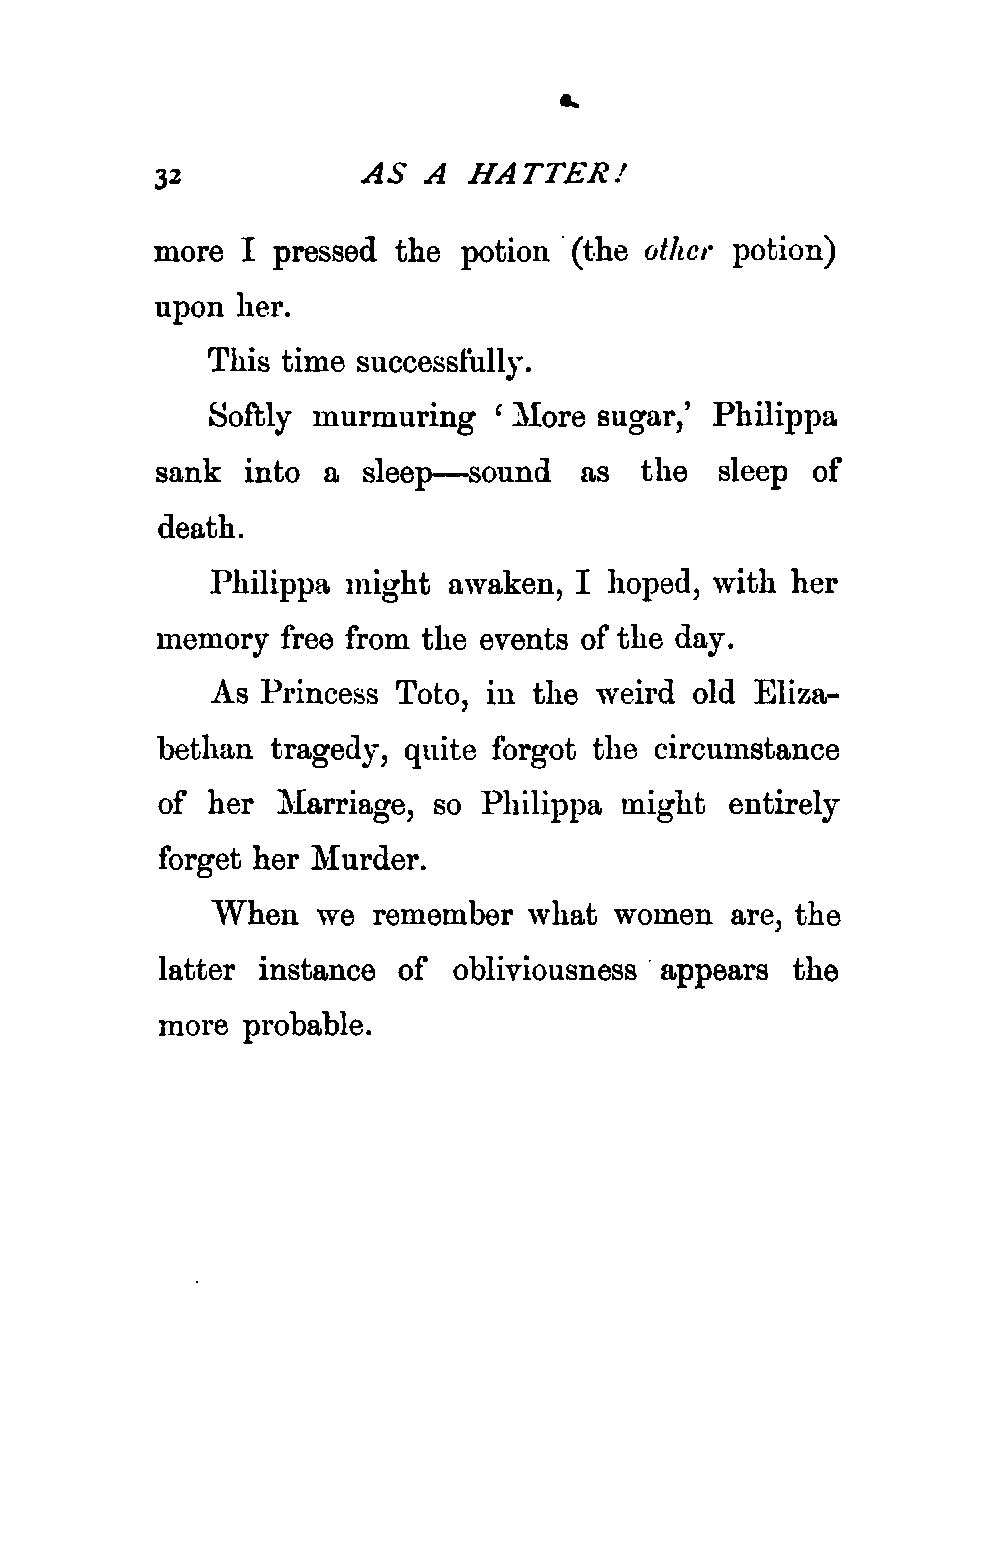 32 AS A HATTER!
more I pressed the potion (the other potion)
upon her.
This time successfully.
Softly murmuring ‘More sugar,’ Philippa
sank into a sleep—sound as the sleep of
death.
Philippa might awaken, I hoped, with her
memory free from the events of the day.
As Princess Toto, in the weird old Eliza-
bethan tragedy, quite forgot the circumstance
of her Marriage, so Philippa might entirely
forget her Murder.
When we remember what women are, the
latter instance of obliviousness appears the
more probable.